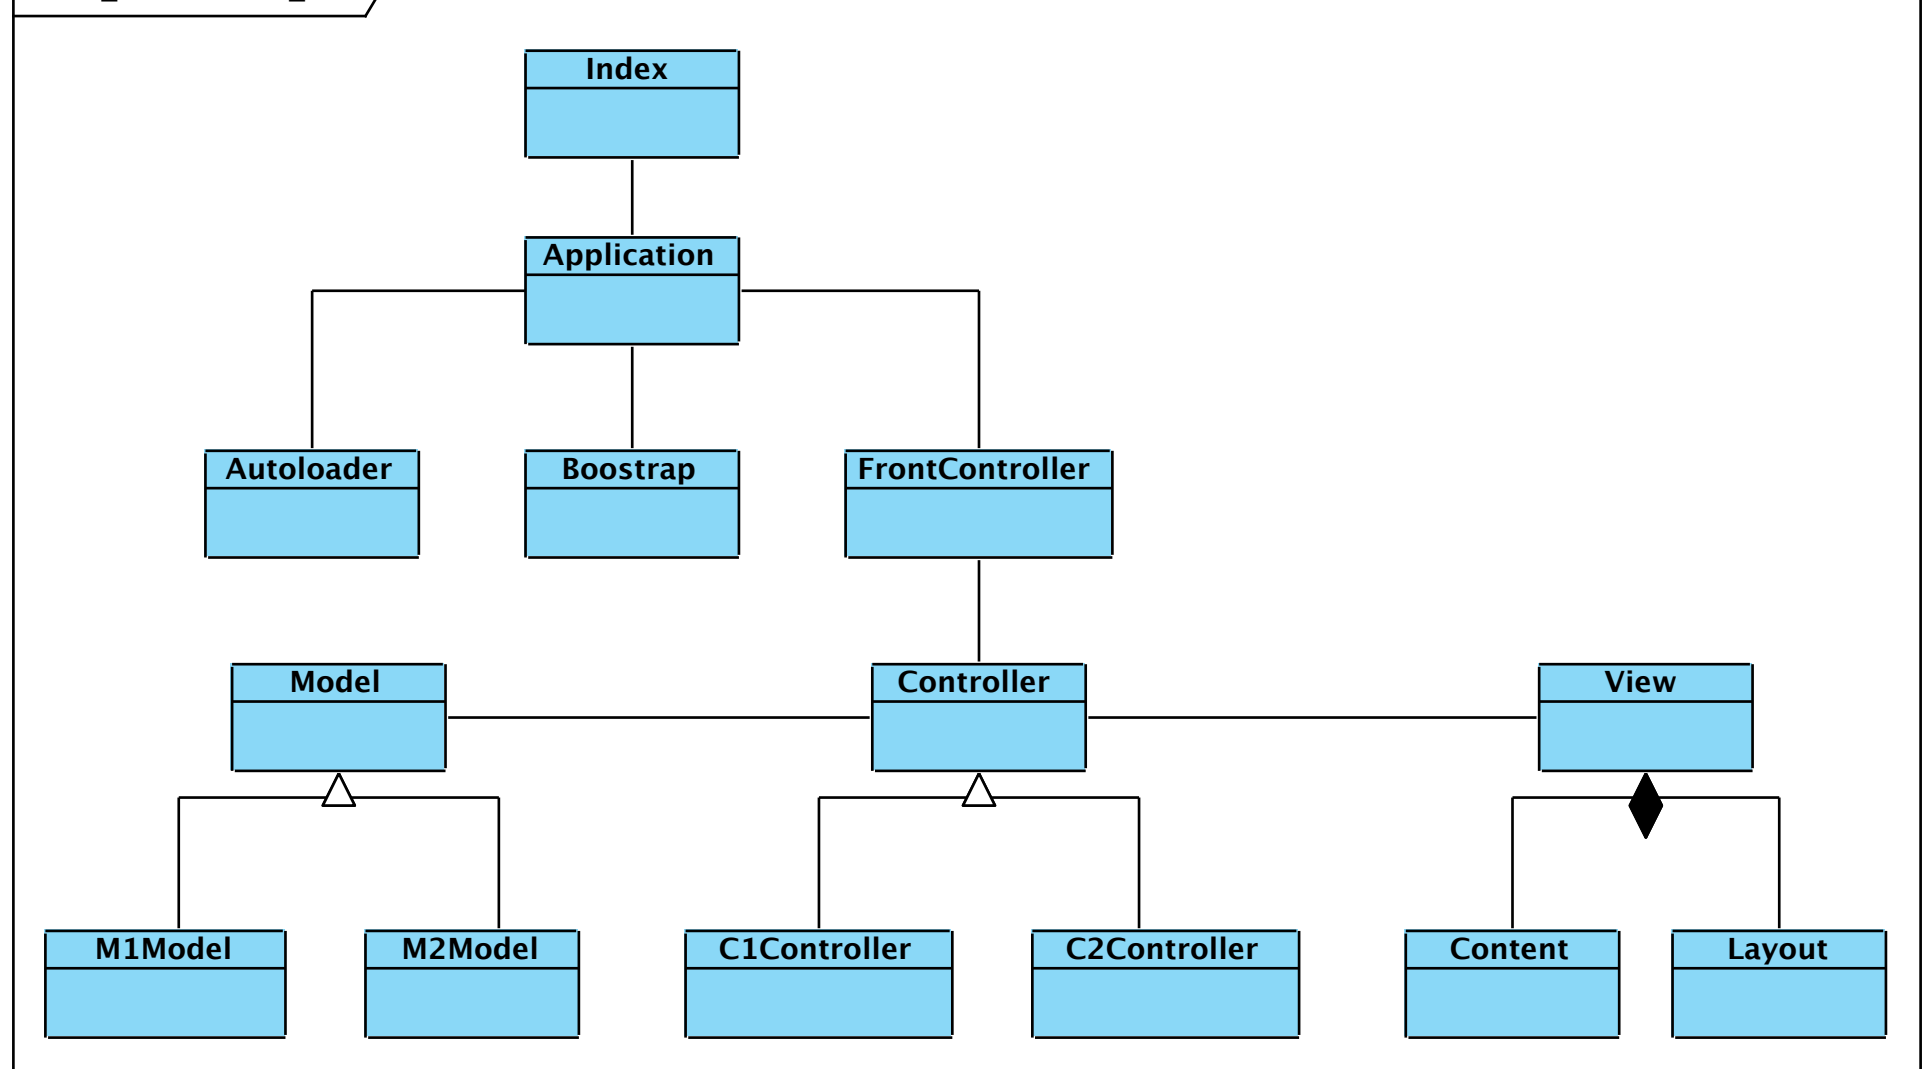 Index
Application
Autoloader
Boostrap
FrontController
Model
Controller
View
M1Model
M2Model
C1Controller
C2Controller
Content
Layout